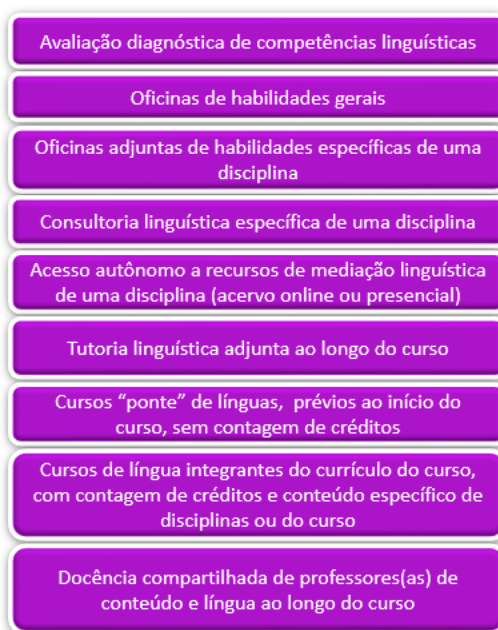 Avaliação diagnóstica de competências linguísticas
Oficinas de habilidades gerais
Oficinas adjuntas de habilidades específicas de uma
disciplina
Consultoria linguística específica de uma disciplina
Acesso autônomo a recursos de mediação linguística
de uma disciplina (acervo online ou presencial)
Tutoria linguística adjunta ao longo do curso
Cursos “ponte” de línguas, prévios ao início do
curso, sem contagem de créditos
Cursos de língua integrantes do currículo do curso,
com contagem de créditos e conteúdo específico de
disciplinas ou do curso
Docência compartilhada de professores(as) de
conteúdo e língua ao longo do curso